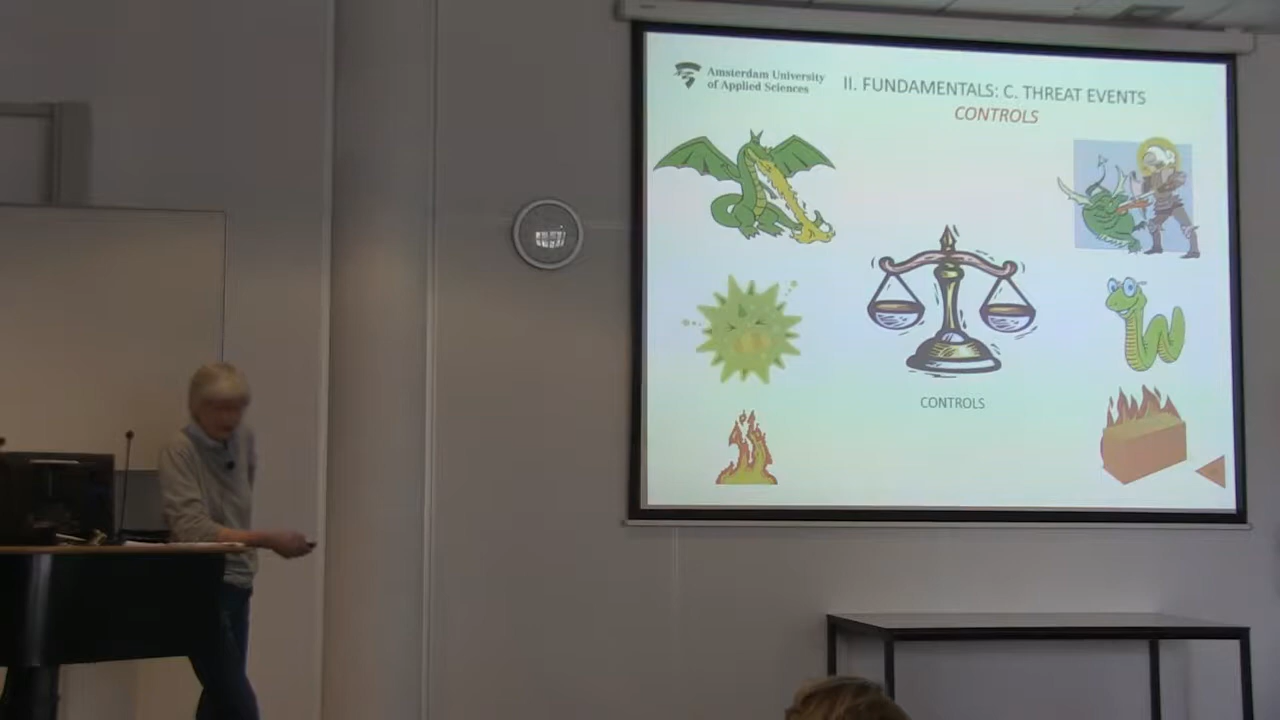 Amsterdam University
of Applied Sciences
II. FUNDAMENTALS: C. THREAT EVENTS
CONTROLS
CONTROLS